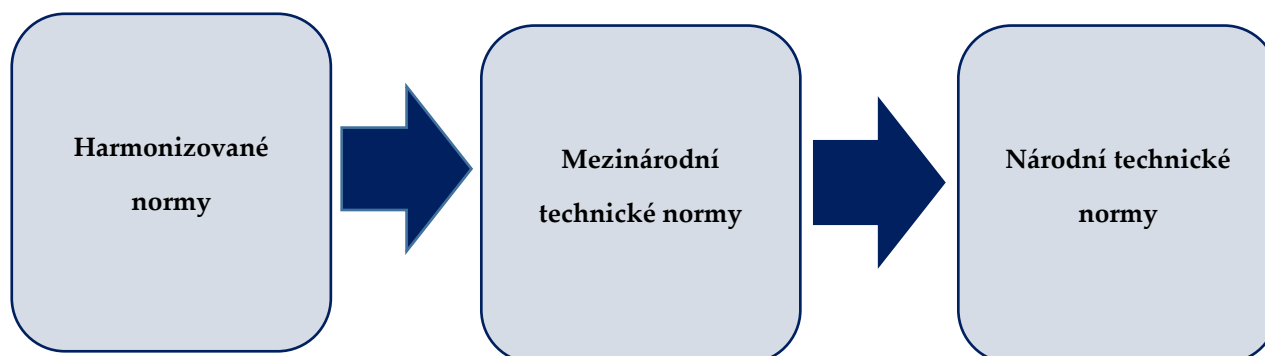 Harmonizované
normy
Mezinárodní
technické normy
Národní technické
normy